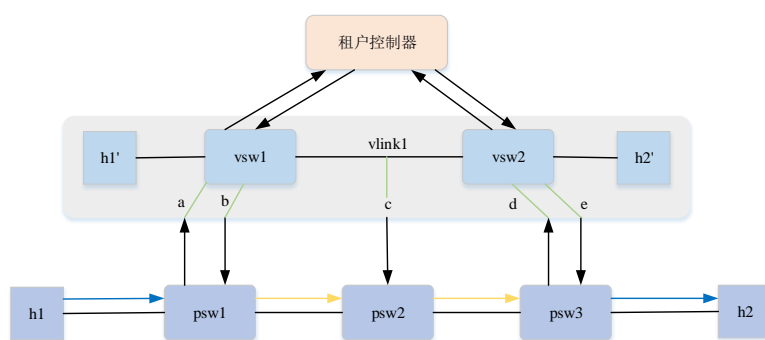 租户控制器
vlink1
h1'
vsw1
vsw2
h2'
a
b
c
d
e
h1
psw1
psw2
psw3
h2